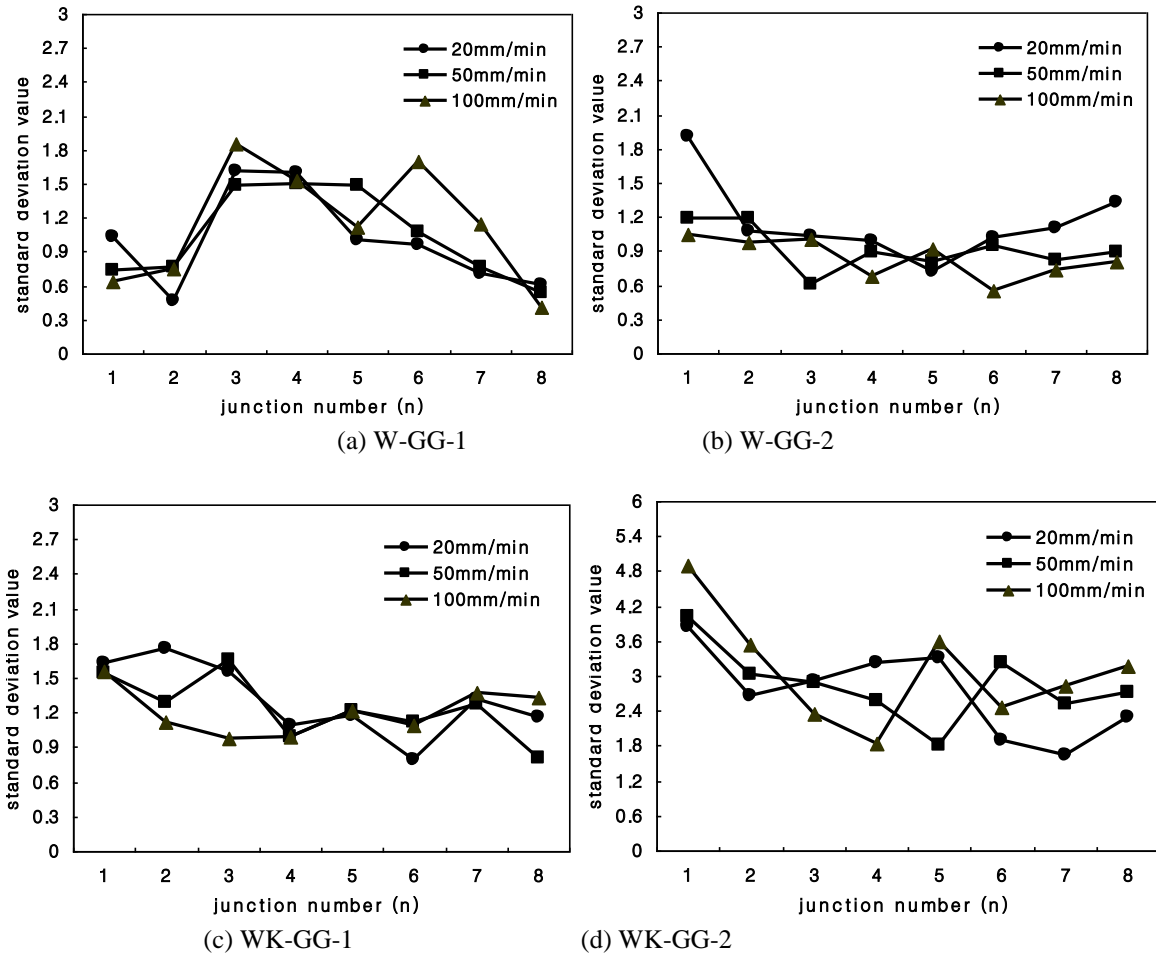 3
2.7
2.4
2.1
1.8
1.5
1.2
0.9
0.6
0.3
0
standard deviation value
20mm/min
50mm/min
100mm/min
1 2 3 4 5 6 7 8
junction number (n)
(a) W-GG-1
3
2.7
2.4
2.1
1.8
1.5
1.2
0.9
0.6
0.3
0
standard deviation value
20mm/min
50mm/min
100mm/min
1 2 3 4 5 6 7 8
junction number (n)
(b) W-GG-2
3
2.7
2.4
2.1
1.8
1.5
1.2
0.9
0.6
0.3
0
standard deviation value
20mm/min
50mm/min
100mm/min
1 2 3 4 5 6 7 8
junction number (n)
(c) WK-GG-1
6
5.4
4.8
4.2
3.6
3
2.4
1.8
1.2
0.6
0
standard deviation value
20mm/min
50mm/min
100mm/min
1 2 3 4 5 6 7 8
junction number (n)
(d) WK-GG-2